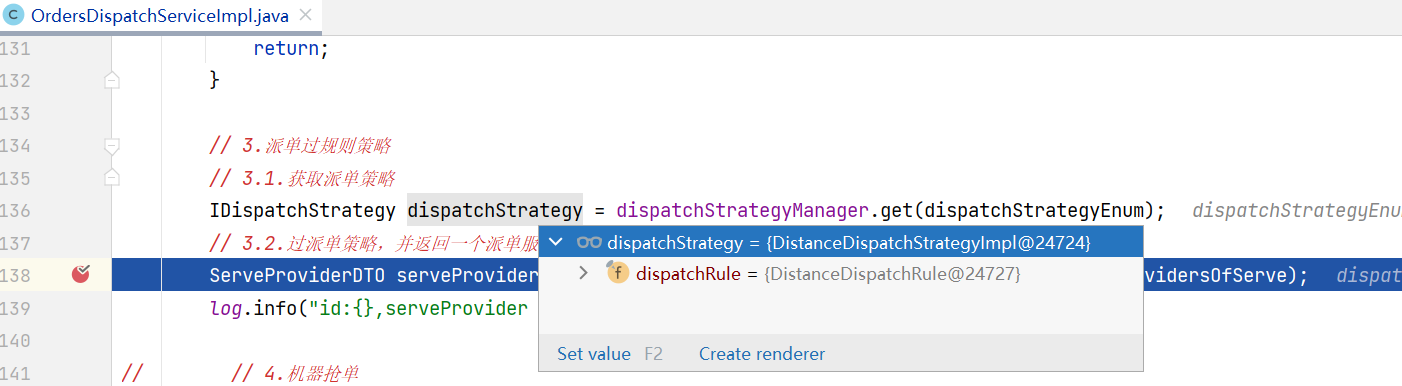 OrdersDispatchServiceImpl.java
131 return;
132 }
133
134 // 3.派单过规则策略
135 // 3.1.获取派单策略
136 IDispatchStrategy dispatchStrategy = dispatchStrategyManager.get(dispatchStrategyEnum); dispatchStrategyEnu
137 // 3.2.过派单策略，并返回一个派单服
dispatchStrategy = {DistanceDispatchStrategyImpl@24724}
138 ServeProviderDTO serveProvider vidersOfServe); dispat
f dispatchRule = {DistanceDispatchRule@24727}
139 log.info("id:{},serveProvider
140
Set value F2 Create renderer
141 // // 4.机器抢单